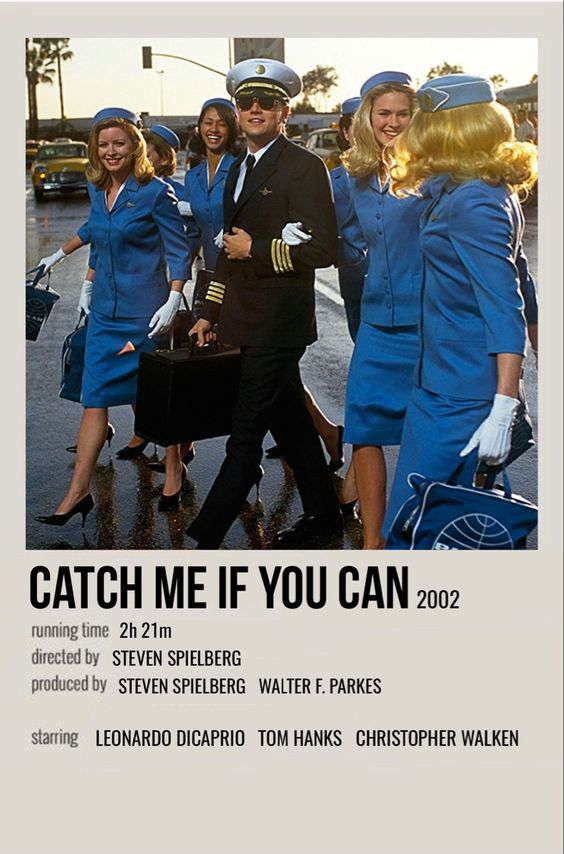 CATCH ME IF YOU CAN 2002
running time 2h 21m
directed by STEVEN SPIELBERG
produced by STEVEN SPIELBERG WALTER F. PARKES
starring LEONARDO DICAPRIO TOM HANKS CHRISTOPHER WALKEN